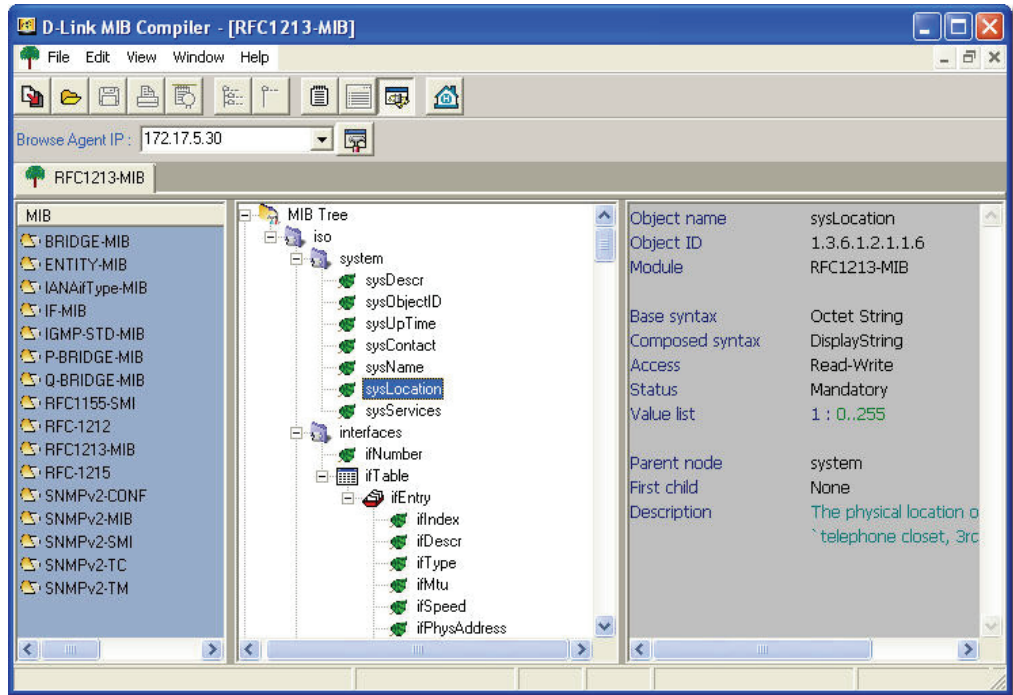 D-Link MIB Compiler - [RFC1213-MIB]
File Edit View Window Help
Browse Agent IP : 172.17.5.30
RFC1213-MIB
MIB
BRIDGE-MIB
ENTITY-MIB
IANAifType-MIB
IF-MIB
IGMP-STD-MIB
P-BRIDGE-MIB
Q-BRIDGE-MIB
RFC1155-SMI
RFC-1212
RFC1213-MIB
RFC-1215
SNMPv2-CONF
SNMPv2-MIB
SNMPv2-SMI
SNMPv2-TC
SNMPv2-TM
MIB Tree
iso
system
sysDescr
sysObjectID
sysUpTime
sysContact
sysName
sysLocation
sysServices
interfaces
ifNumber
ifTable
ifEntry
ifIndex
ifDescr
ifType
ifMtu
ifSpeed
ifPhysAddress
Object name sysLocation
Object ID 1.3.6.1.2.1.1.6
Module RFC1213-MIB
Base syntax Octet String
Composed syntax DisplayString
Access Read-Write
Status Mandatory
Value list 1 : 0..255
Parent node system
First child None
Description The physical location o
`telephone closet, 3rc